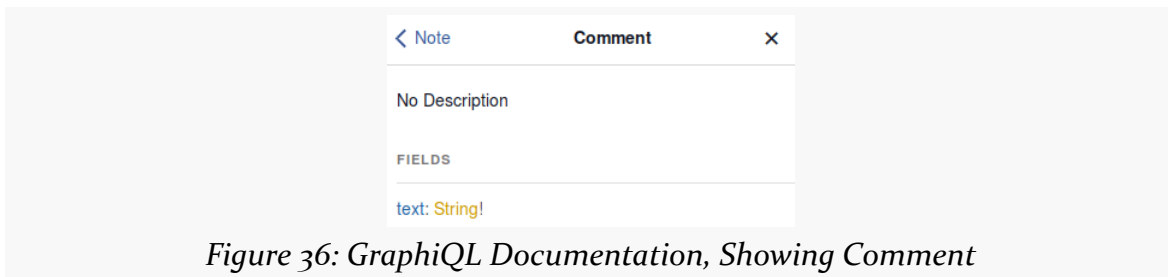 Note Comment ×
No Description
FIELDS
text: String!
Figure 36: GraphiQL Documentation, Showing Comment